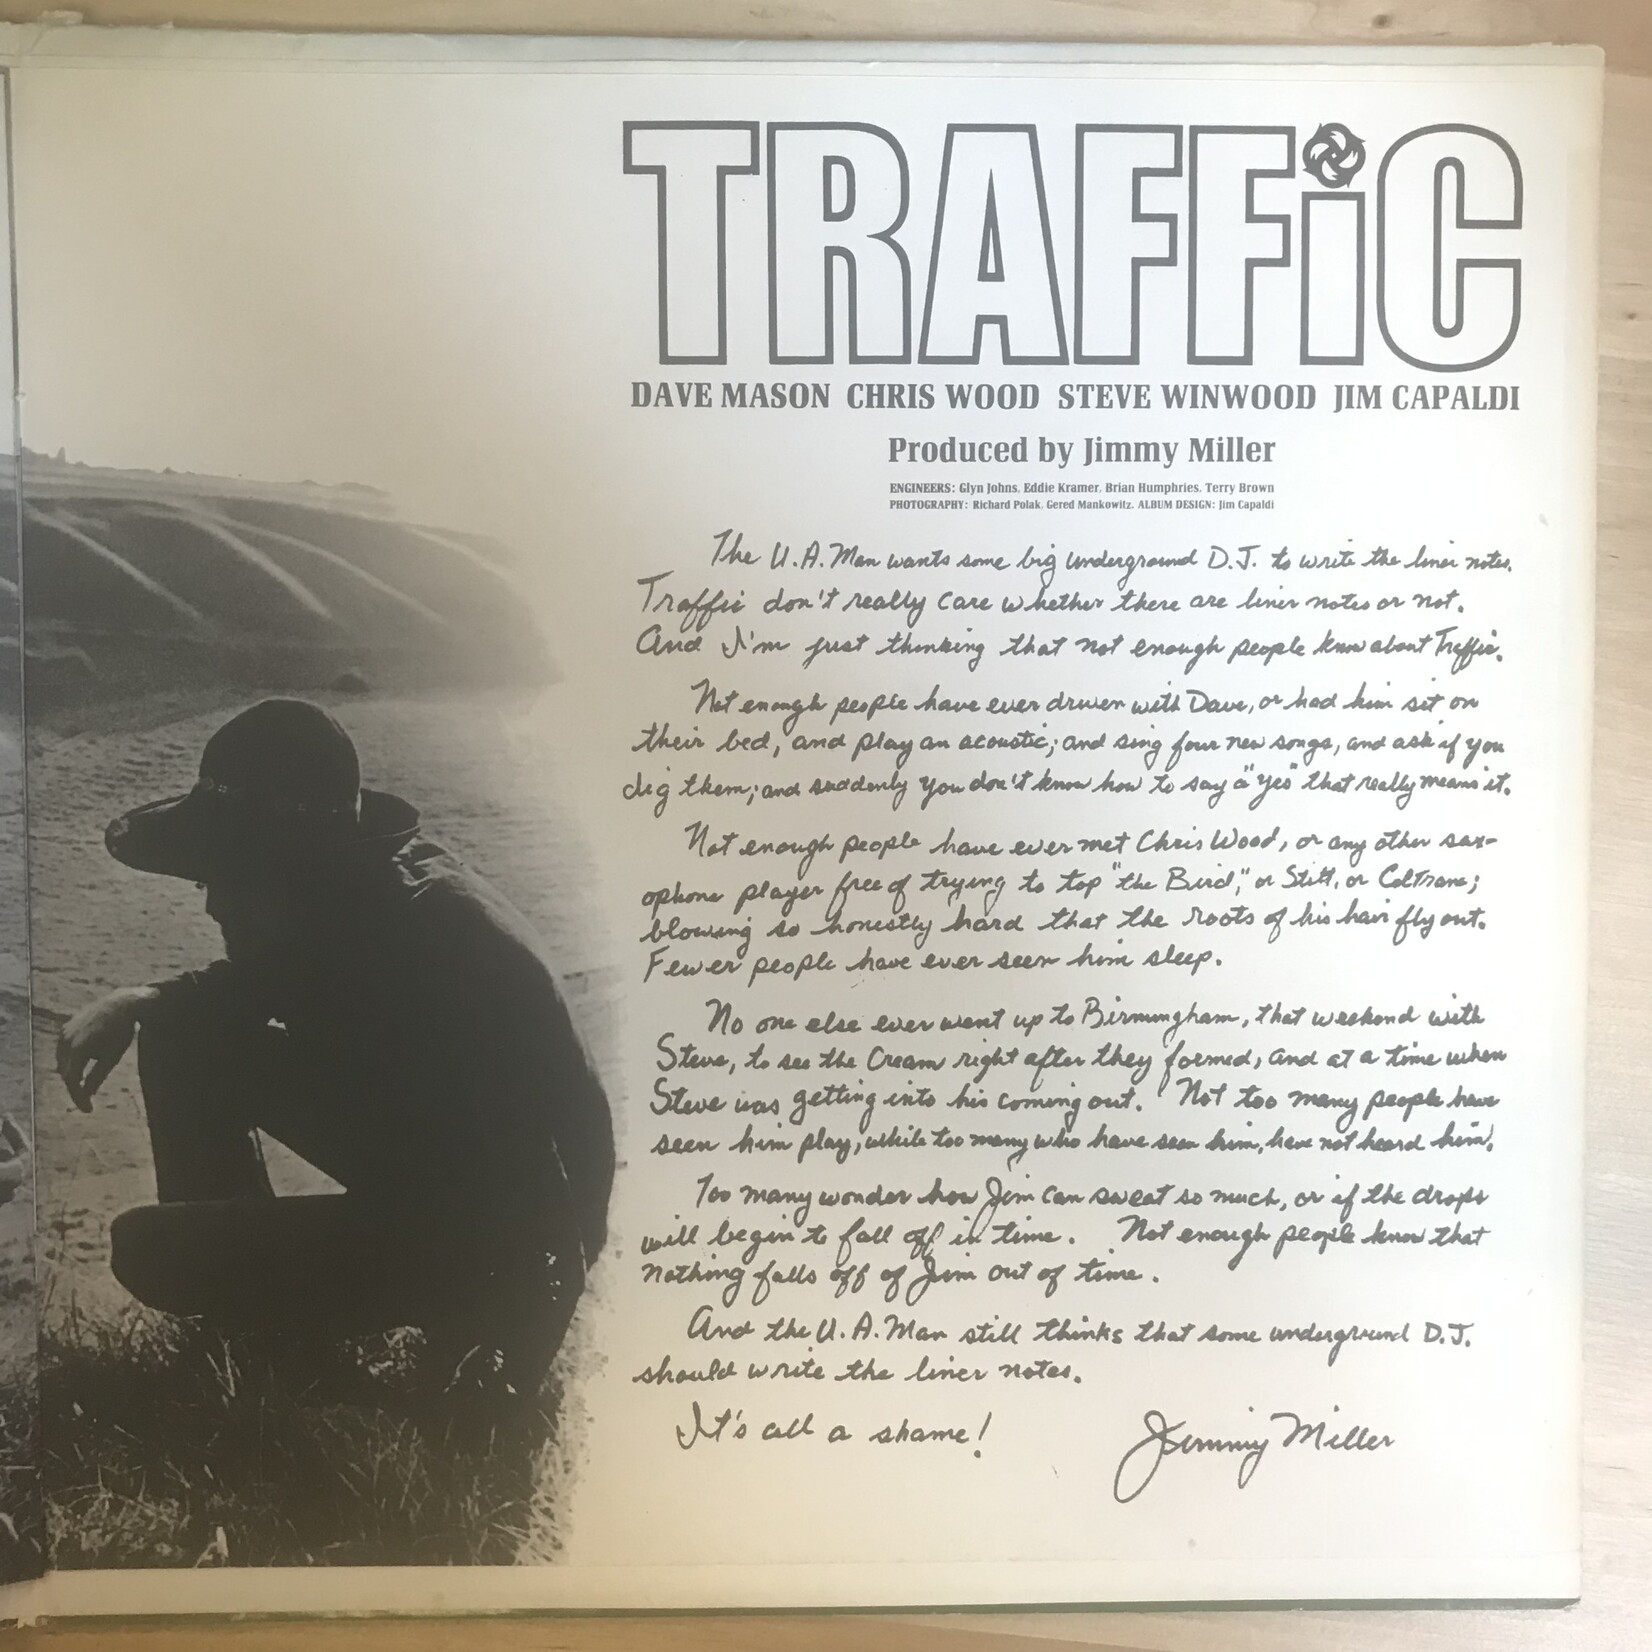 TRAFFiC
DAVE MASON CHRIS WOOD STEVE WINWOOD JIM CAPALDI
Produced by Jimmy Miller
ENGINEERS: Glyn Johns, Eddie Kramer, Brian Humphries, Terry Brown
PHOTOGRAPHY: Richard Polak, Gered Mankowitz. ALBUM DESIGN: Jim Capaldi
The U.A. Man wants some big underground D.J. to write the liner notes.
Traffic don't really care whether there are liner notes or not.
And I'm just thinking that not enough people know about Traffic.
Not enough people have ever driven with Dave, or had him sit on
their bed, and play an acoustic; and sing four new songs, and ask if you
dig them; and suddenly you don't know how to say a "yes" that really means it.
Not enough people have ever met Chris Wood, or any other sax-
ophone player free of trying to top "the Bird," or Stitt, or Coltrane;
blowing so honestly hard that the roots of his hair fly out.
Fewer people have ever seen him sleep.
No one else ever went up to Birmingham, that weekend with
Steve, to see the Cream right after they formed, and at a time when
Steve was getting into his coming out. Not too many people have
seen him play, while too many who have seen him, have not heard him.
Too many wonder how Jim can sweat so much, or if the drops
will begin to fall off in time. Not enough people know that
nothing falls off of Jim out of time.
And the U.A. Man still thinks that some underground D.J.
should write the liner notes.
It's all a shame! Jimmy Miller